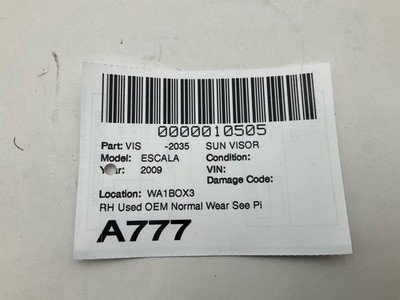 0000010505
Part: VIS -2035 SUN VISOR
Model: ESCALA Condition:
Year: 2009 VIN:
Damage Code:
Location: WA1BOX3
RH Used OEM Normal Wear See Pi
A777